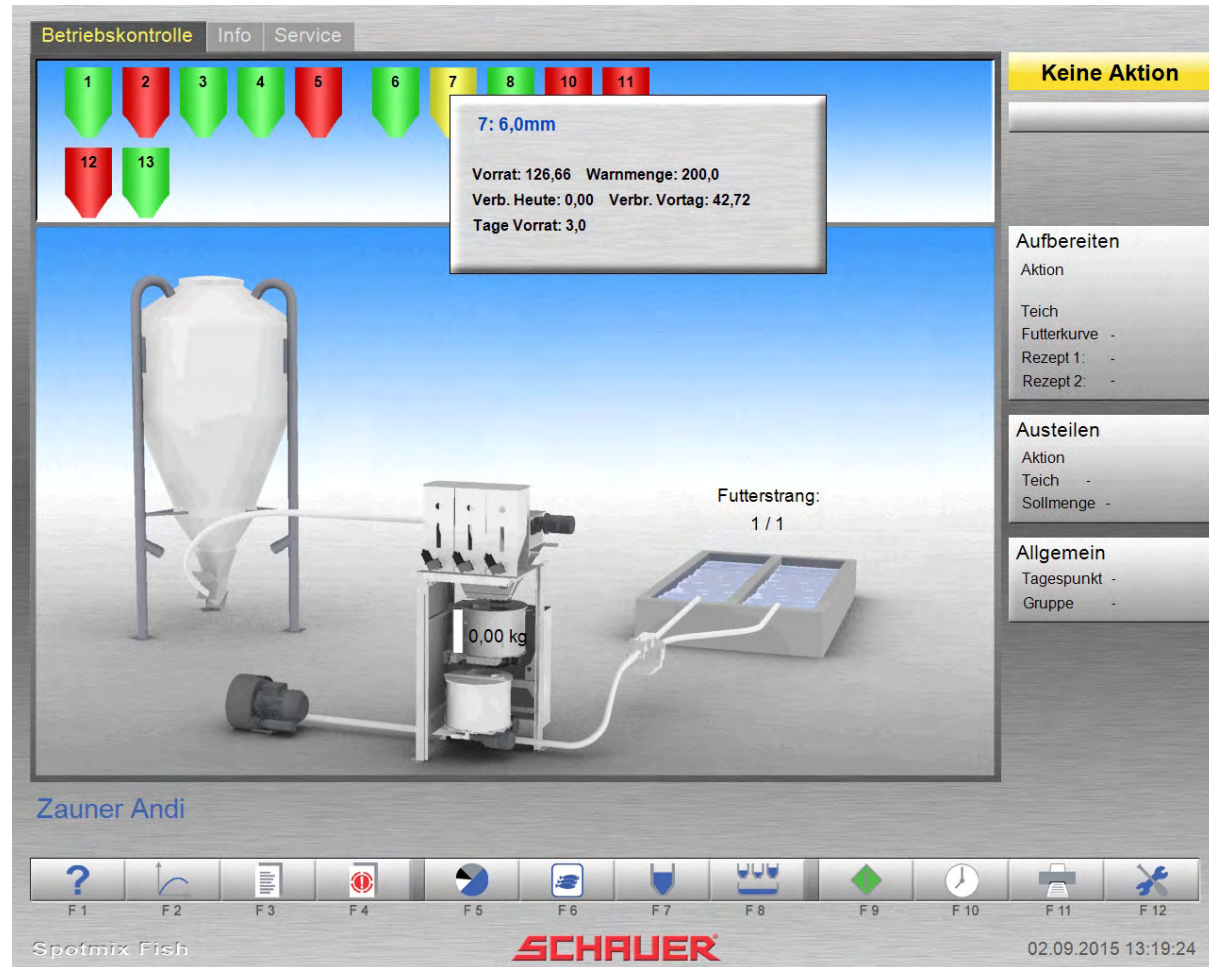 Betriebskontrolle Info Service
Keine Aktion
1 2 3 4 5 6 7 8 10 11
12 13
7: 6,0mm
Vorrat: 126,66 Warnmenge: 200,0
Verb. Heute: 0,00 Verbr. Vortag: 42,72
Tage Vorrat: 3,0
Aufbereiten
Aktion
Teich
Futterkurve -
Rezept 1: -
Rezept 2: -
Austeilen
Aktion
Teich -
Sollmenge -
Allgemein
Tagespunkt -
Gruppe -
Futterstrang:
1 / 1
0,00 kg
Zauner Andi
?
F 1 F 2 F 3 F 4 F 5 F 6 F 7 F 8 F 9 F 10 F 11 F 12
Spotmix Fish
SCHAUER
02.09.2015 13:19:24